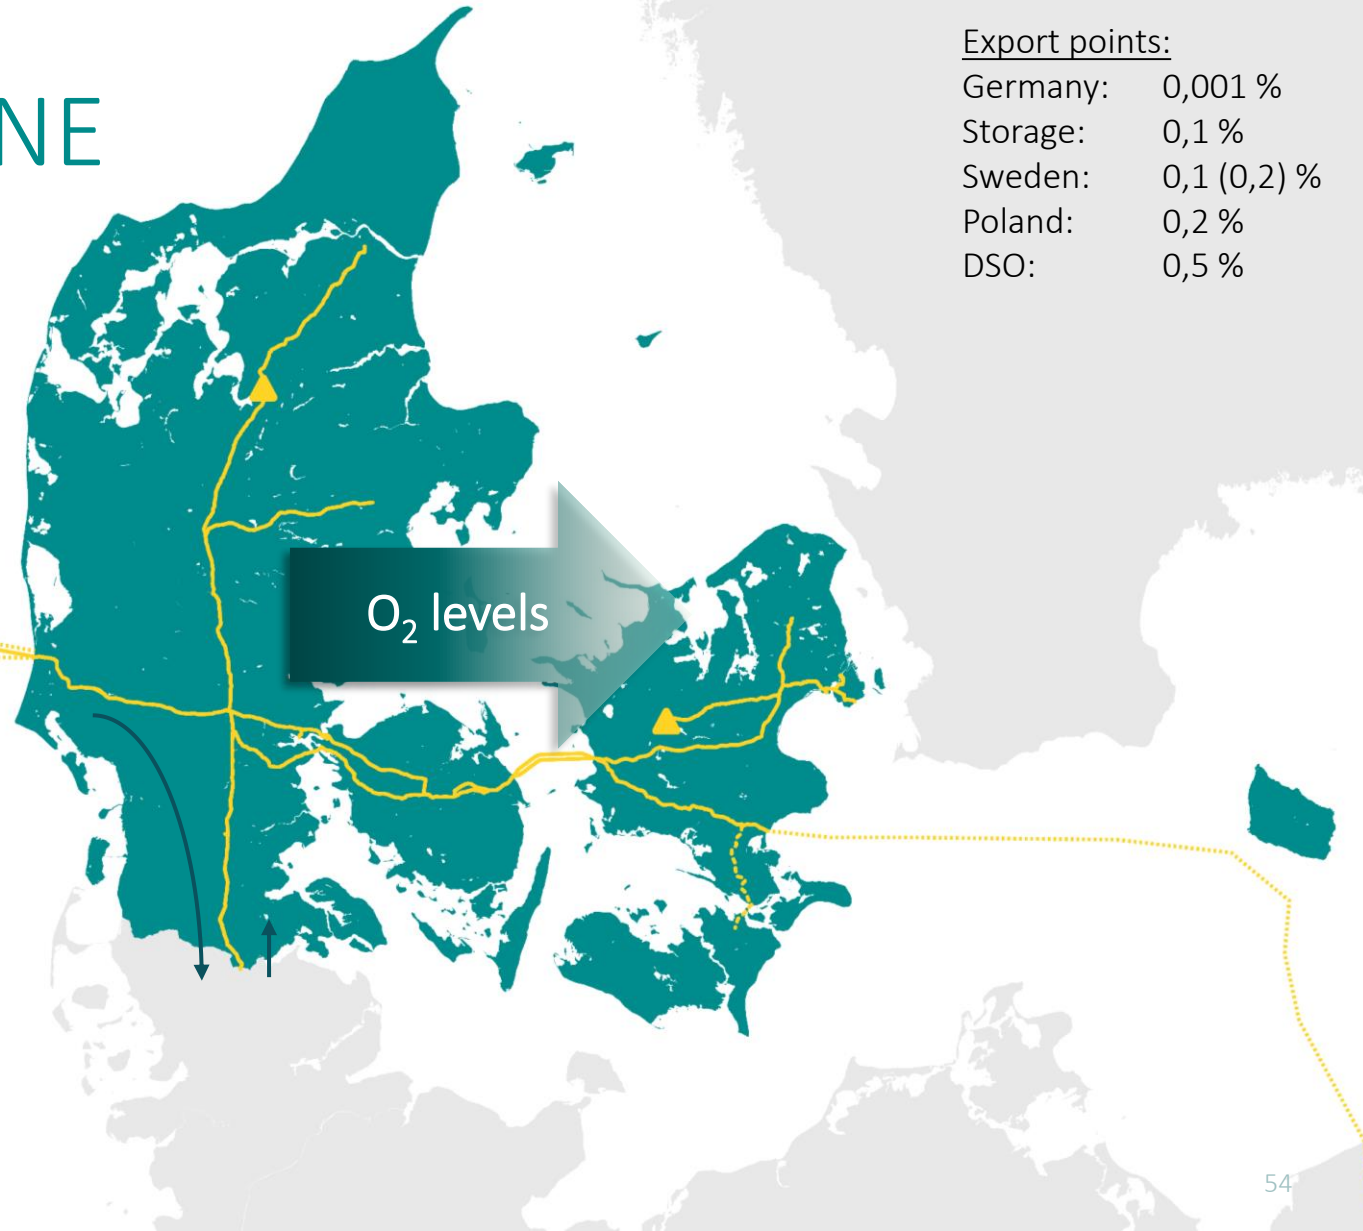 NE
Export points:
Germany: 0,001 %
Storage: 0,1 %
Sweden: 0,1 (0,2) %
Poland: 0,2 %
DSO: 0,5 %
O₂ levels
54